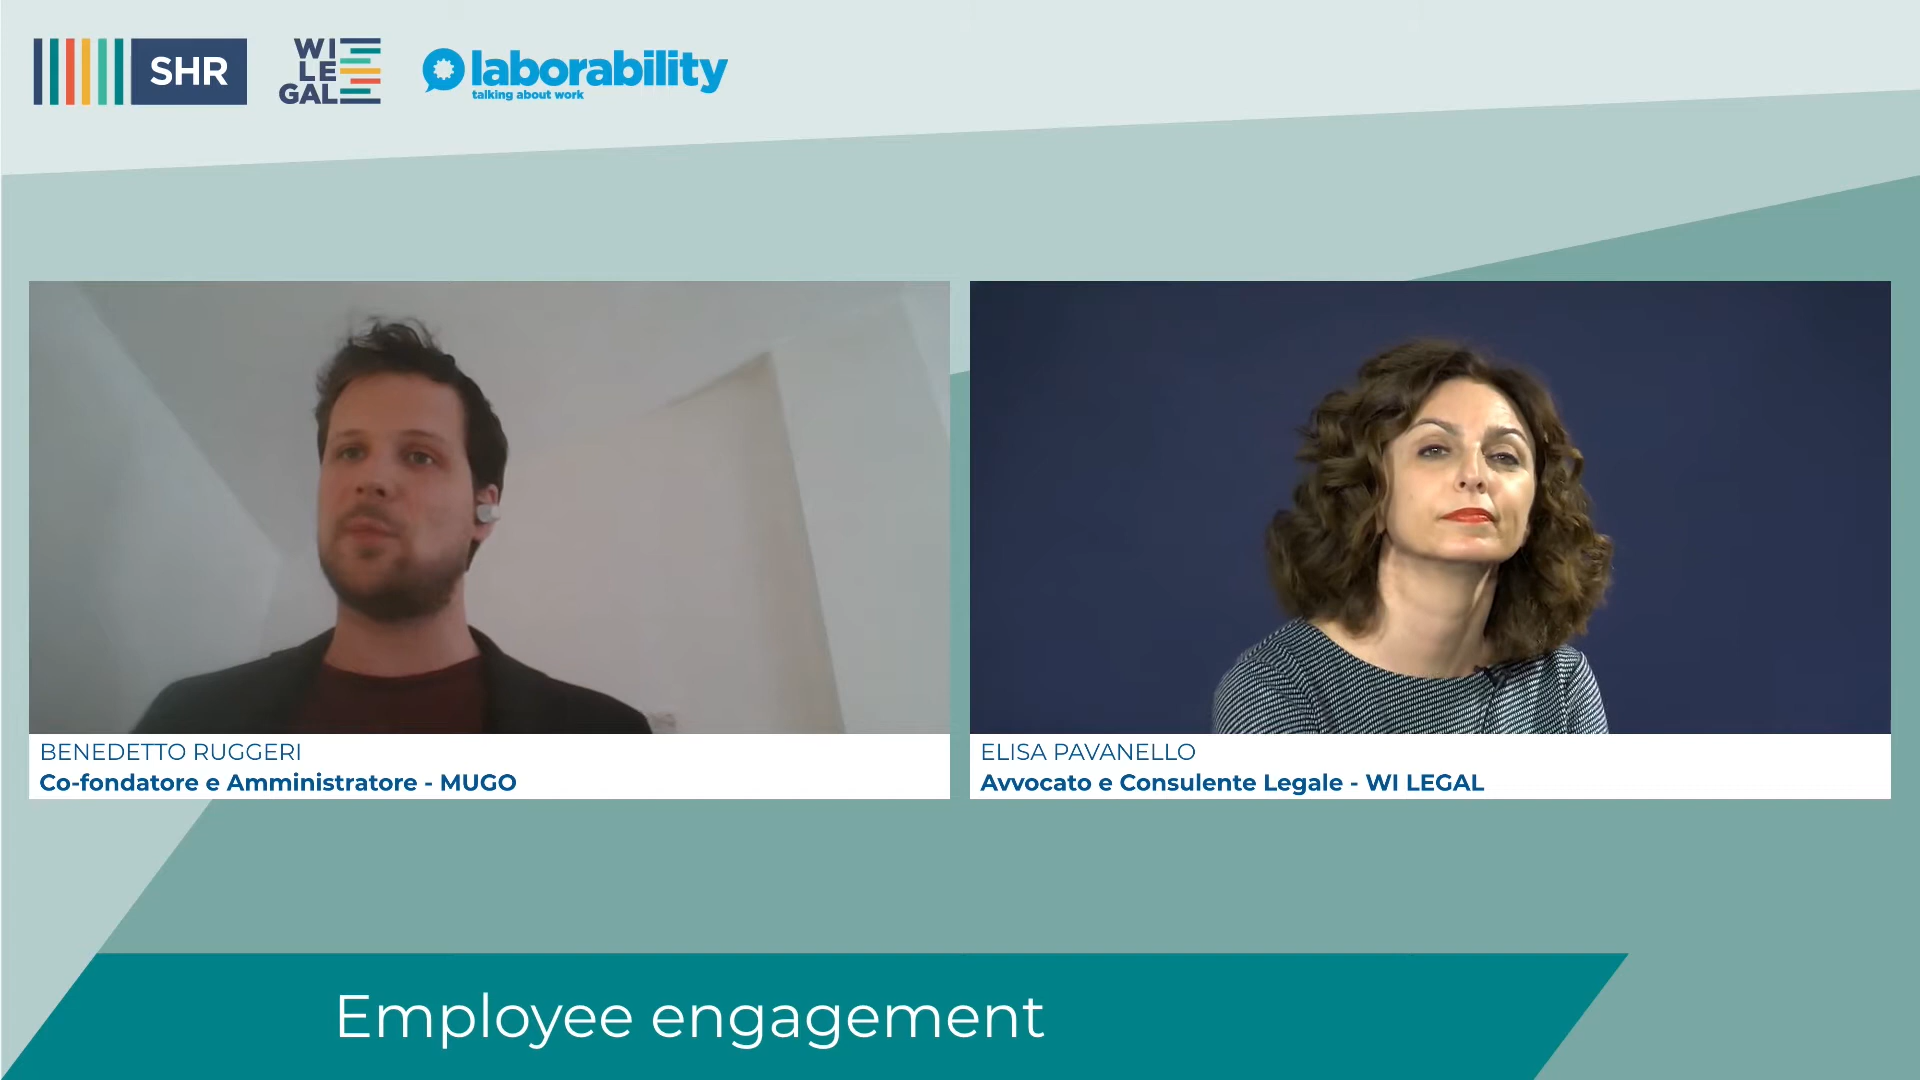 SHR
WI
LE
GAL
laborability
talking about work
BENEDETTO RUGGERI
Co-fondatore e Amministratore - MUGO
ELISA PAVANELLO
Avvocato e Consulente Legale - WI LEGAL
Employee engagement